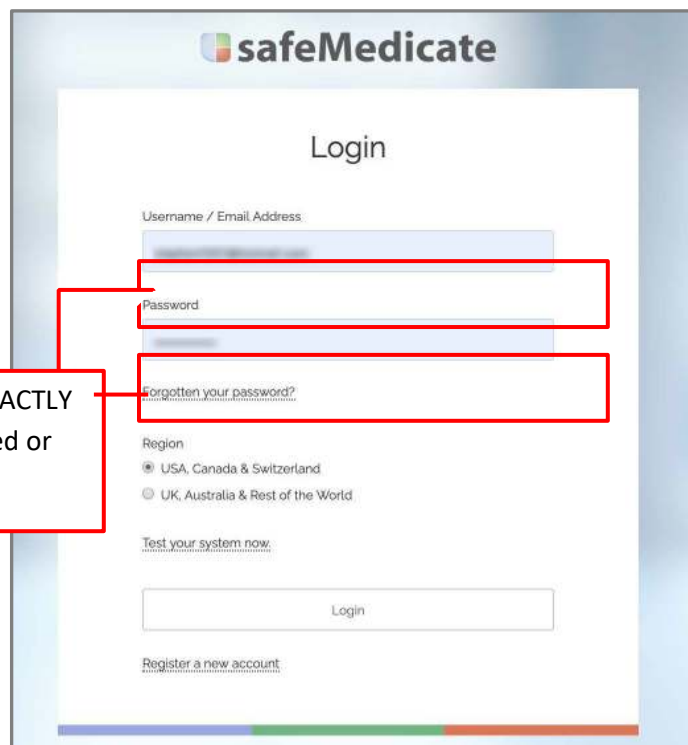 safeMedicate
Login
Username / Email Address
Password
Forgotten your password?
ACTLY
ed or
Region
USA, Canada & Switzerland
UK, Australia & Rest of the World
Test your system now.
Login
Register a new account